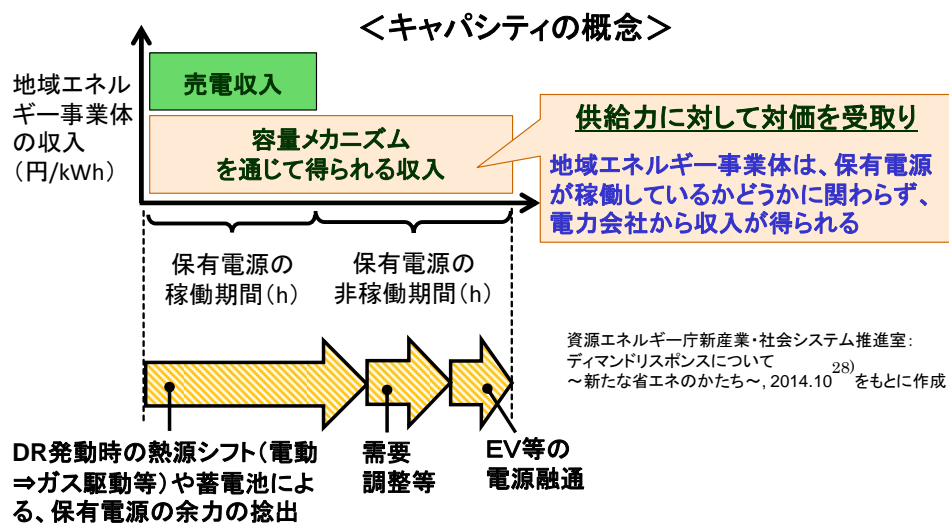 ＜キャパシティの概念＞
地域エネル
ギー事業体
の収入
（円/kWh）
売電収入
容量メカニズム
を通じて得られる収入
供給力に対して対価を受取り
地域エネルギー事業体は、保有電源
が稼働しているかどうかに関わらず、
電力会社から収入が得られる
保有電源の
稼働期間（h）
保有電源の
非稼働期間（h）
資源エネルギー庁新産業・社会システム推進室：
ディマンドリスポンスについて
～新たな省エネのかたち～, 2014.10 28)をもとに作成
DR発動時の熱源シフト（電動
⇒ガス駆動等）や蓄電池によ
る、保有電源の余力の捻出
需要
調整等
EV等の
電源融通